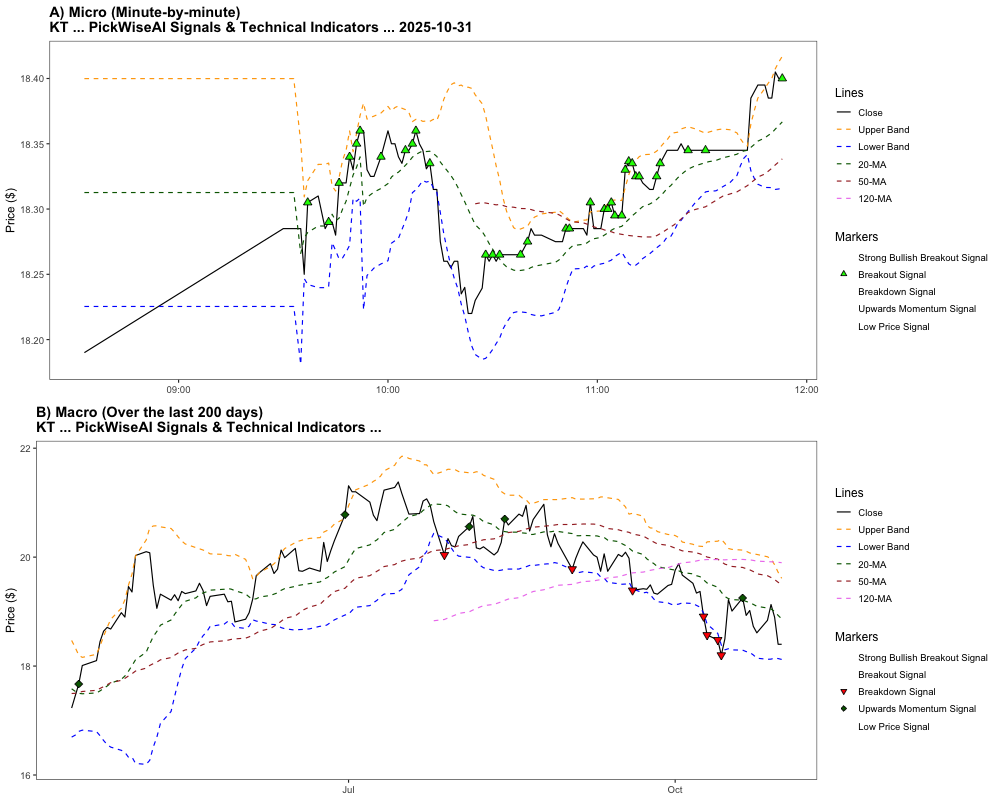 A) Micro (Minute-by-minute)
KT ... PickWiseAI Signals & Technical Indicators ... 2025-10-31
Price ($)
18.40
18.35
18.30
18.25
18.20
09:00
10:00
11:00
12:00
Lines
Close
Upper Band
Lower Band
20-MA
50-MA
120-MA
Markers
Strong Bullish Breakout Signal
Breakout Signal
Breakdown Signal
Upwards Momentum Signal
Low Price Signal
B) Macro (Over the last 200 days)
KT ... PickWiseAI Signals & Technical Indicators ...
Price ($)
22
20
18
16
Jul
Oct
Lines
Close
Upper Band
Lower Band
20-MA
50-MA
120-MA
Markers
Strong Bullish Breakout Signal
Breakout Signal
Breakdown Signal
Upwards Momentum Signal
Low Price Signal